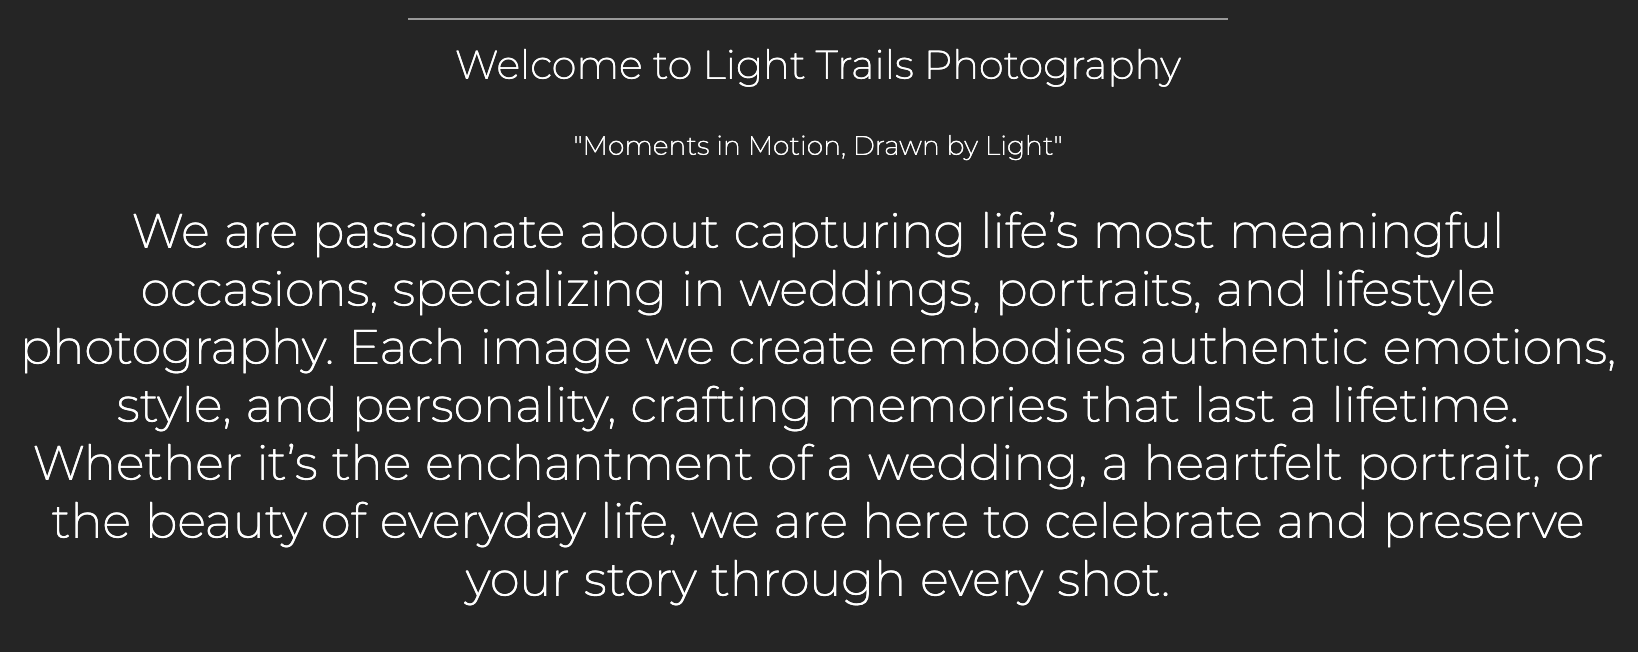 Welcome to Light Trails Photography
"Moments in Motion, Drawn by Light"
We are passionate about capturing life’s most meaningful
occasions, specializing in weddings, portraits, and lifestyle
photography. Each image we create embodies authentic emotions,
style, and personality, crafting memories that last a lifetime.
Whether it’s the enchantment of a wedding, a heartfelt portrait, or
the beauty of everyday life, we are here to celebrate and preserve
your story through every shot.